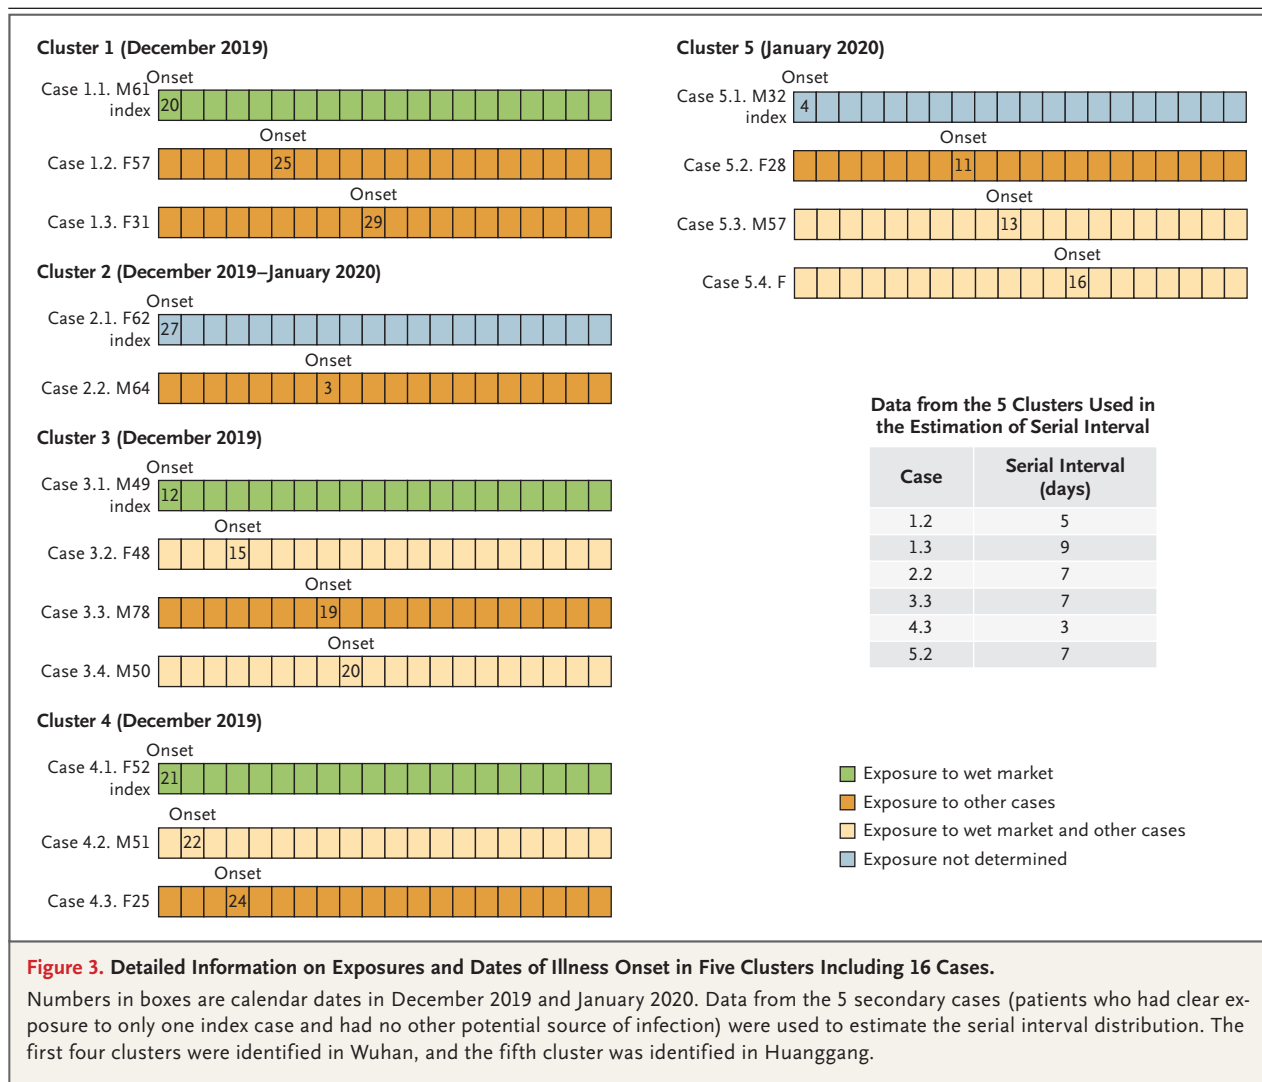 Cluster 1 (December 2019)
Onset
Case 1.1. M61
index
20
Onset
Case 1.2. F57
25
Onset
Case 1.3. F31
29
Cluster 2 (December 2019–January 2020)
Onset
Case 2.1. F62
index
27
Onset
Case 2.2. M64
3
Cluster 3 (December 2019)
Onset
Case 3.1. M49
index
12
Onset
Case 3.2. F48
15
Onset
Case 3.3. M78
19
Onset
Case 3.4. M50
20
Cluster 4 (December 2019)
Onset
Case 4.1. F52
index
21
Onset
Case 4.2. M51
22
Onset
Case 4.3. F25
24
Cluster 5 (January 2020)
Onset
Case 5.1. M32
index
4
Onset
Case 5.2. F28
11
Onset
Case 5.3. M57
13
Onset
Case 5.4. F
16
Data from the 5 Clusters Used in
the Estimation of Serial Interval
Case Serial Interval
(days)
1.2 5
1.3 9
2.2 7
3.3 7
4.3 3
5.2 7
Exposure to wet market
Exposure to other cases
Exposure to wet market and other cases
Exposure not determined
Figure 3. Detailed Information on Exposures and Dates of Illness Onset in Five Clusters Including 16 Cases.
Numbers in boxes are calendar dates in December 2019 and January 2020. Data from the 5 secondary cases (patients who had clear ex-
posure to only one index case and had no other potential source of infection) were used to estimate the serial interval distribution. The
first four clusters were identified in Wuhan, and the fifth cluster was identified in Huanggang.